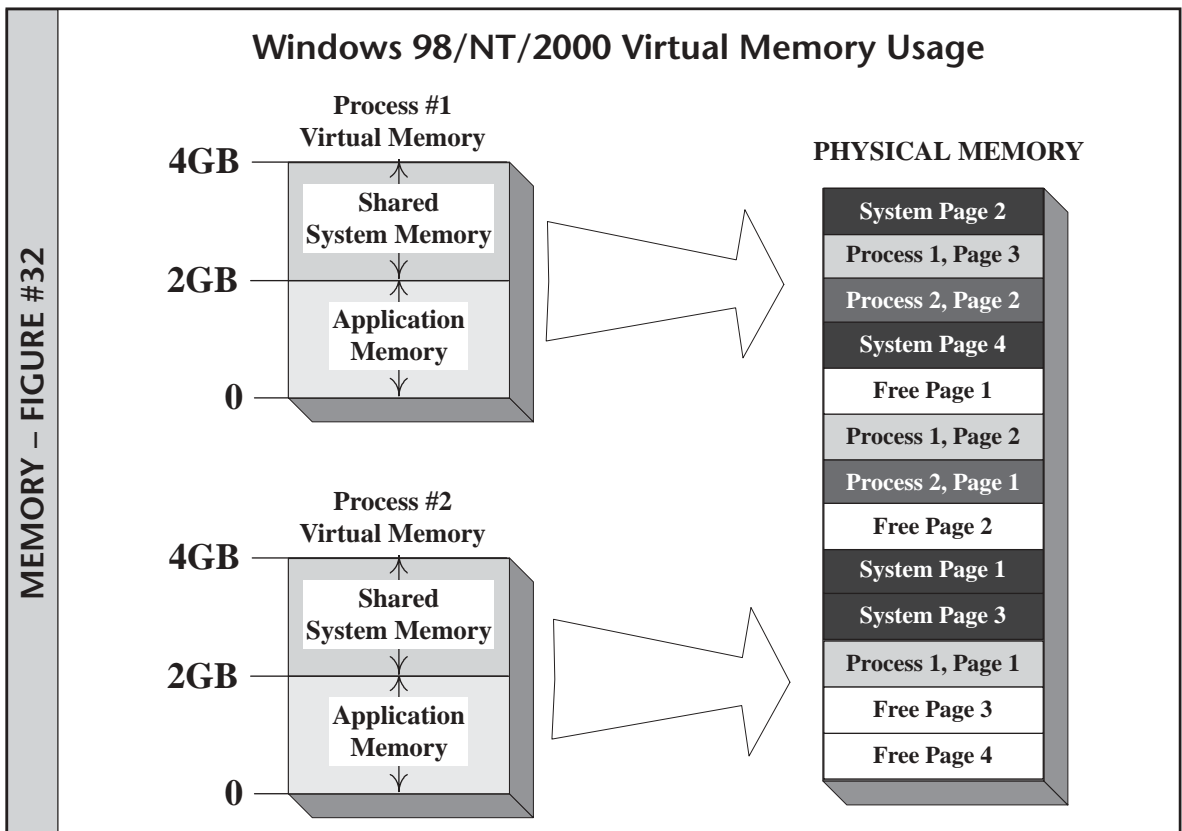 MEMORY – FIGURE #32
Windows 98/NT/2000 Virtual Memory Usage
Process #1
Virtual Memory
4GB
Shared
System Memory
2GB
Application
Memory
0
Process #2
Virtual Memory
4GB
Shared
System Memory
2GB
Application
Memory
0
PHYSICAL MEMORY
System Page 2
Process 1, Page 3
Process 2, Page 2
System Page 4
Free Page 1
Process 1, Page 2
Process 2, Page 1
Free Page 2
System Page 1
System Page 3
Process 1, Page 1
Free Page 3
Free Page 4